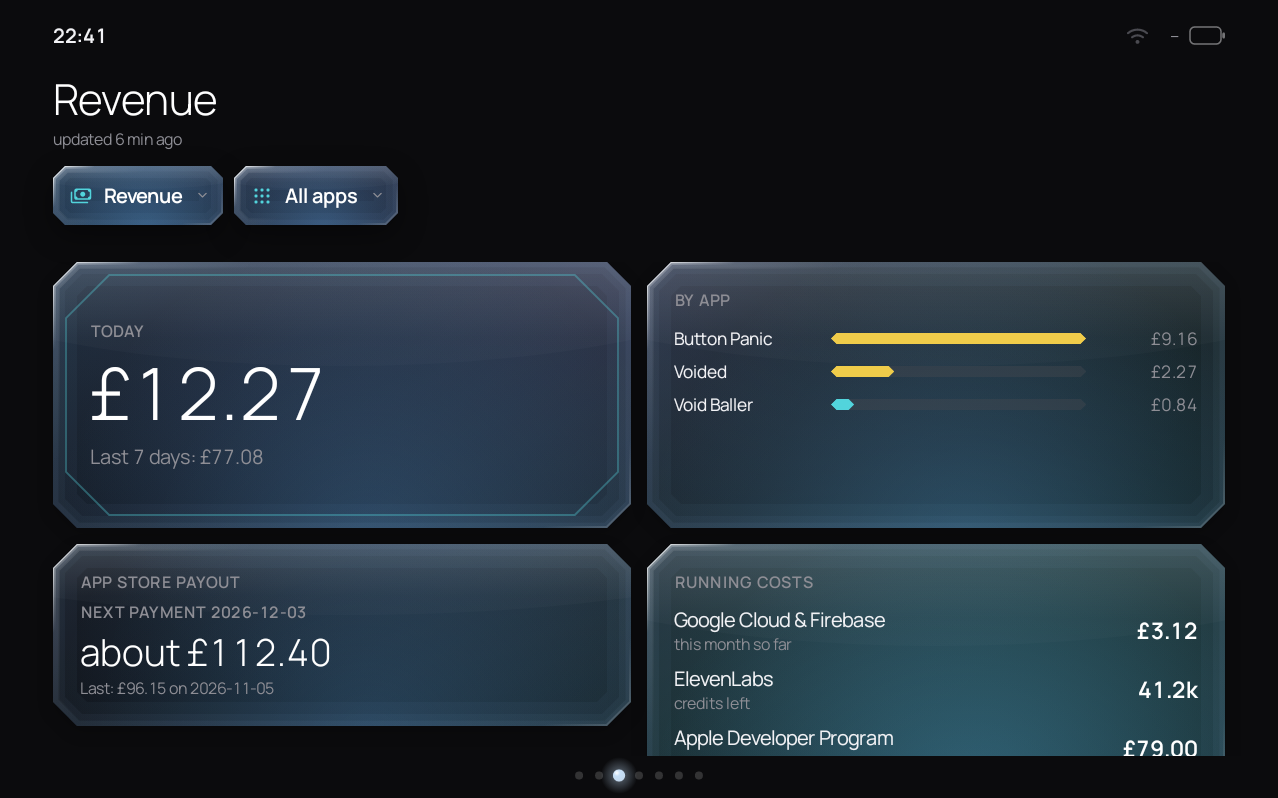 22:41
–
Revenue
updated 6 min ago
Revenue
All apps
TODAY
£12.27
Last 7 days: £77.08
BY APP
Button Panic £9.16
Voided £2.27
Void Baller £0.84
APP STORE PAYOUT
NEXT PAYMENT 2026-12-03
about £112.40
Last: £96.15 on 2026-11-05
RUNNING COSTS
Google Cloud & Firebase £3.12
this month so far
ElevenLabs 41.2k
credits left
Apple Developer Program £79.00